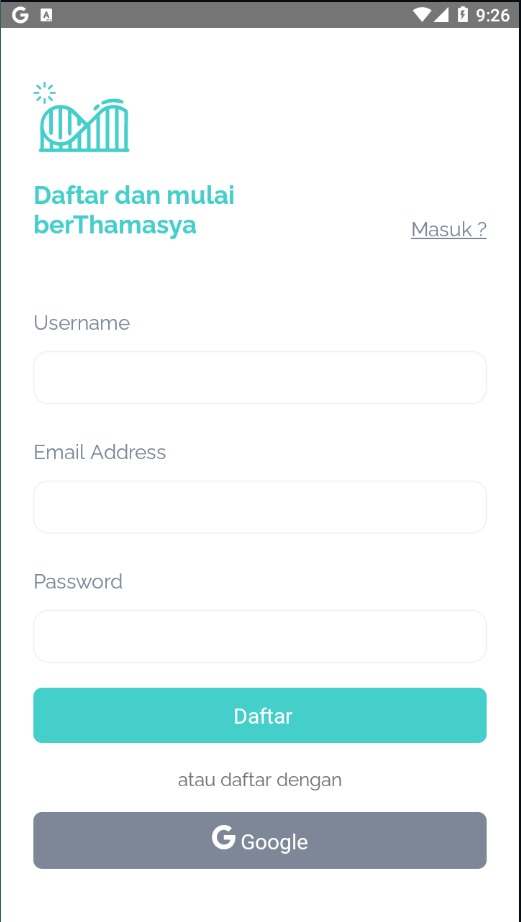 9:26
Daftar dan mulai
berThamasya
Masuk ?
Username
Email Address
Password
Daftar
atau daftar dengan
G Google